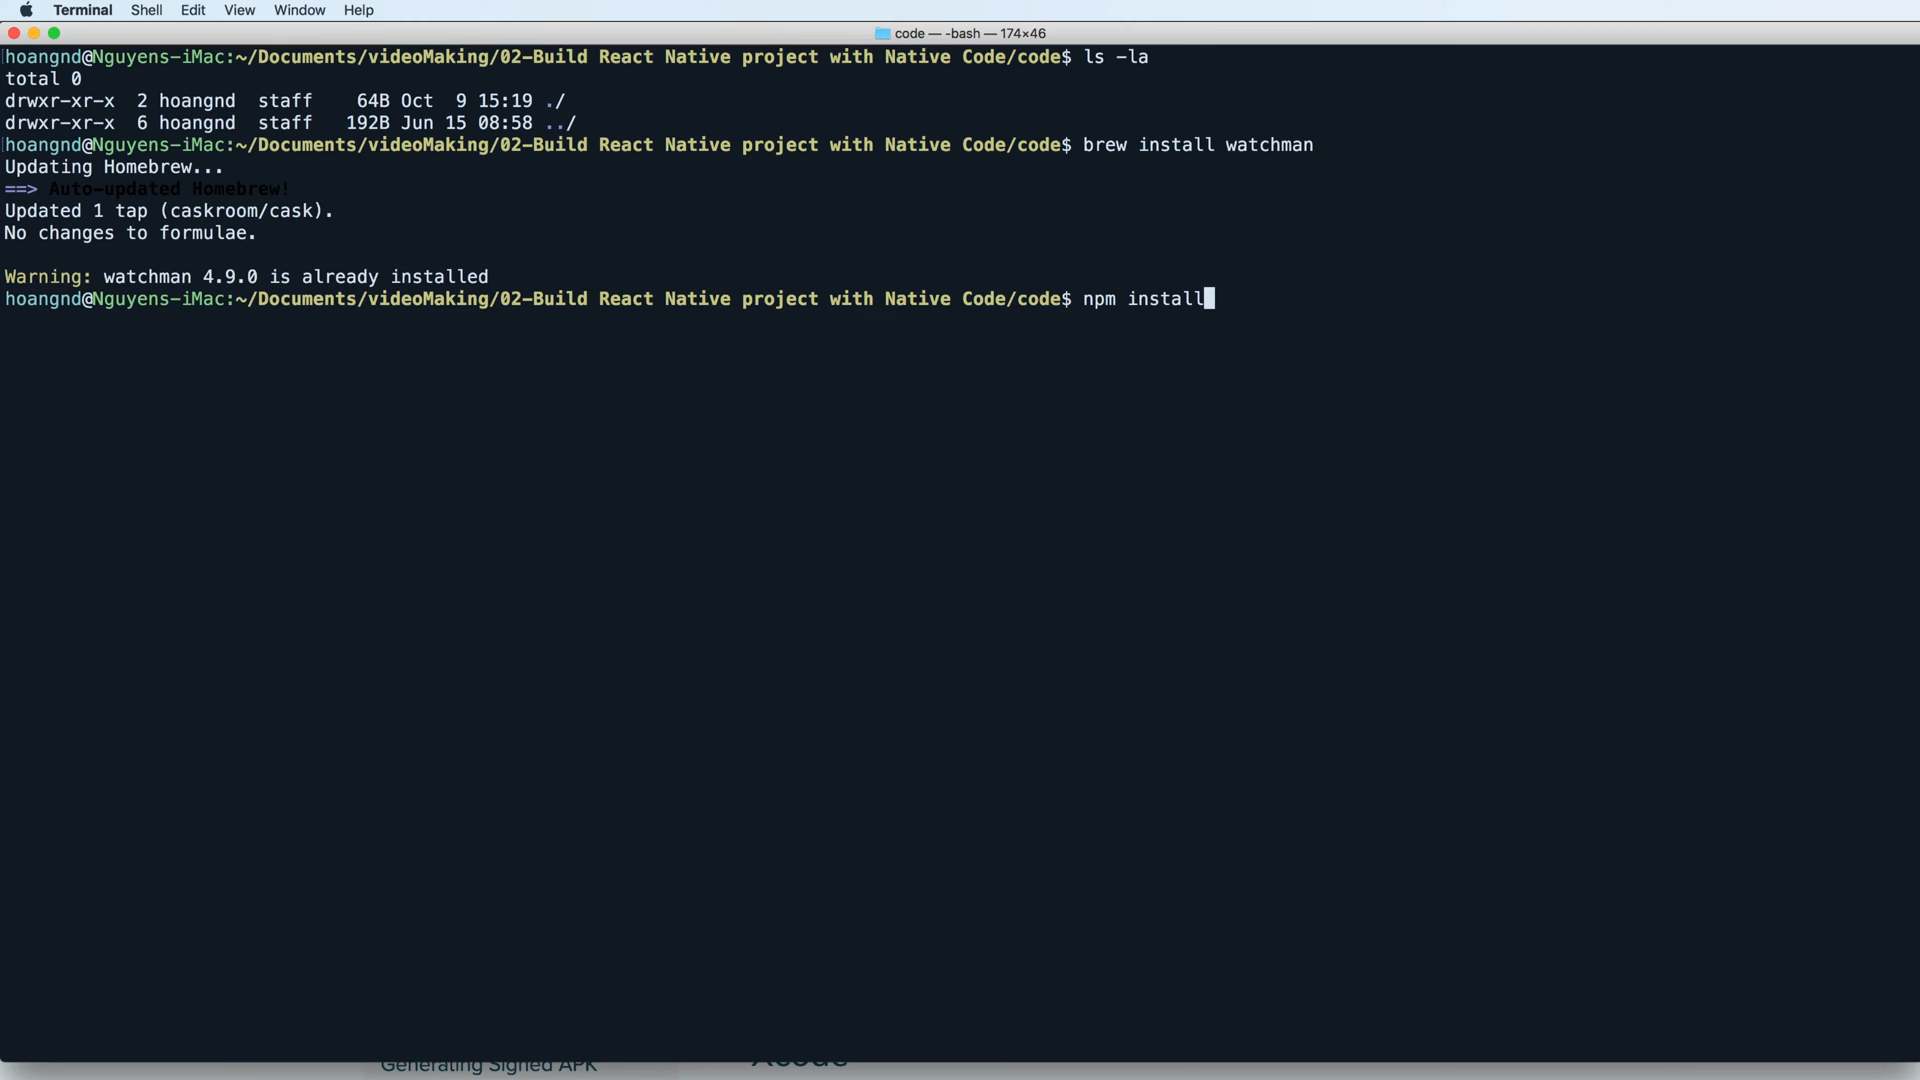 Terminal Shell Edit View Window Help
code — -bash — 174×46
hoangnd@Nguyens-iMac:~/Documents/videoMaking/02-Build React Native project with Native Code/code$ ls -la
total 0
drwxr-xr-x  2 hoangnd  staff    64B Oct  9 15:19 ./
drwxr-xr-x  6 hoangnd  staff   192B Jun 15 08:58 ../
hoangnd@Nguyens-iMac:~/Documents/videoMaking/02-Build React Native project with Native Code/code$ brew install watchman
Updating Homebrew...
==> Auto-updated Homebrew!
Updated 1 tap (caskroom/cask).
No changes to formulae.
Warning: watchman 4.9.0 is already installed
hoangnd@Nguyens-iMac:~/Documents/videoMaking/02-Build React Native project with Native Code/code$ npm install
Generating Signed APK
Xcode